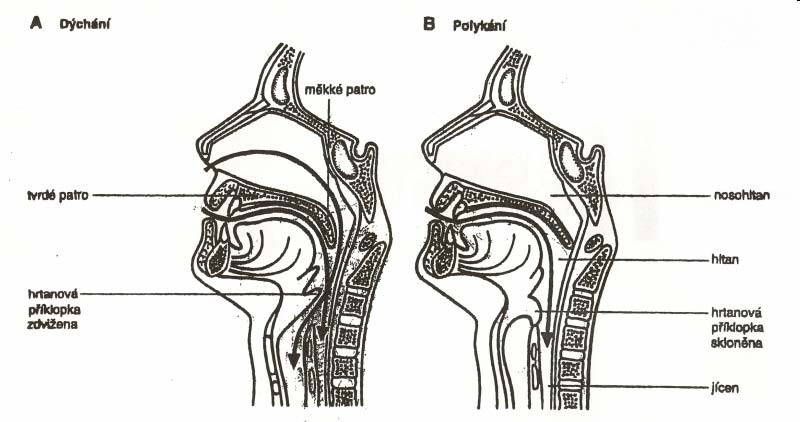 A Dýchání
B Polykání
měkké patro
tvrdé patro
nosohltan
hltan
hrtanová
příklopka
zdvižena
hrtanová
příklopka
skloněna
jícen